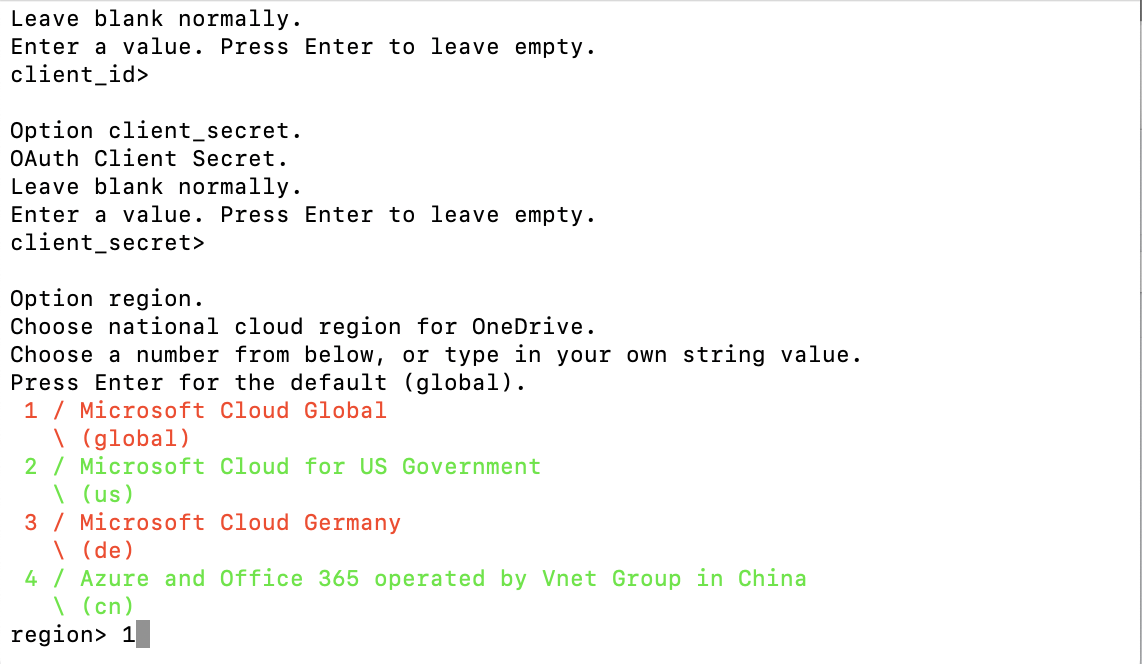 Leave blank normally.
Enter a value. Press Enter to leave empty.
client_id>
Option client_secret.
OAuth Client Secret.
Leave blank normally.
Enter a value. Press Enter to leave empty.
client_secret>
Option region.
Choose national cloud region for OneDrive.
Choose a number from below, or type in your own string value.
Press Enter for the default (global).
1 / Microsoft Cloud Global
\ (global)
2 / Microsoft Cloud for US Government
\ (us)
3 / Microsoft Cloud Germany
\ (de)
4 / Azure and Office 365 operated by Vnet Group in China
\ (cn)
region> 1